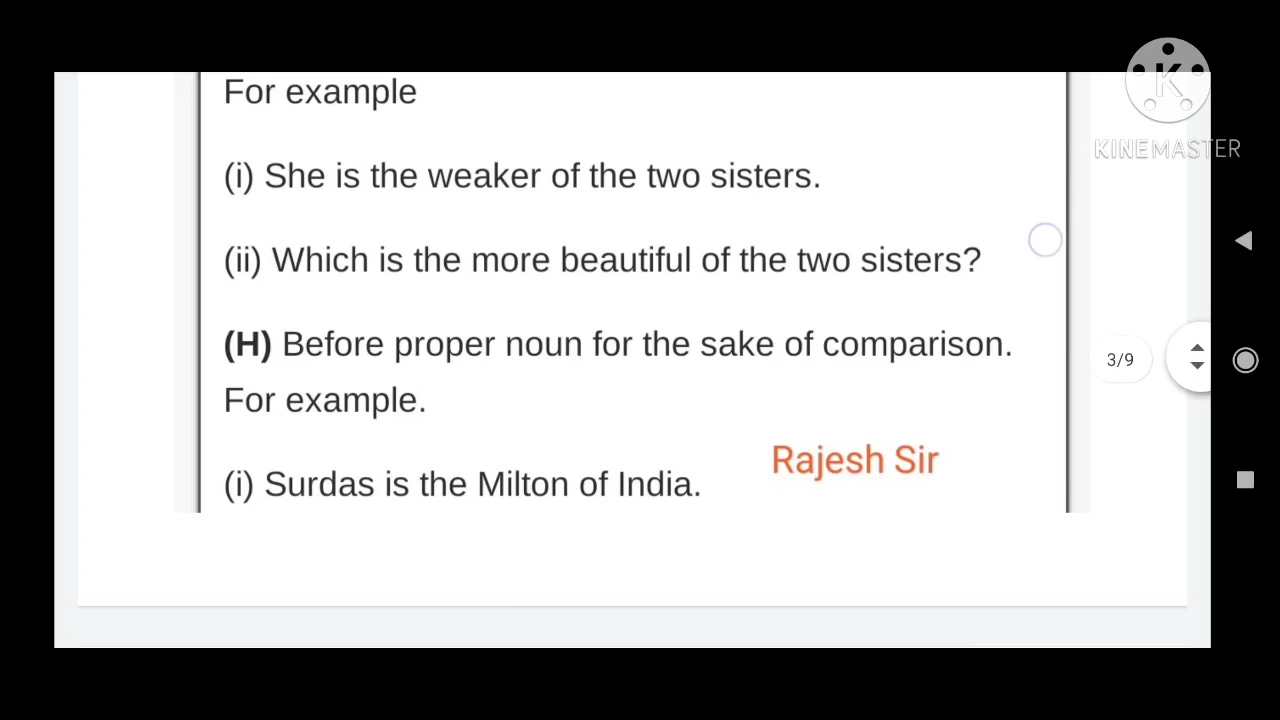 For example
KINEMASTER
(i) She is the weaker of the two sisters.
(ii) Which is the more beautiful of the two sisters?
(H) Before proper noun for the sake of comparison.
3/9
For example.
Rajesh Sir
(i) Surdas is the Milton of India.